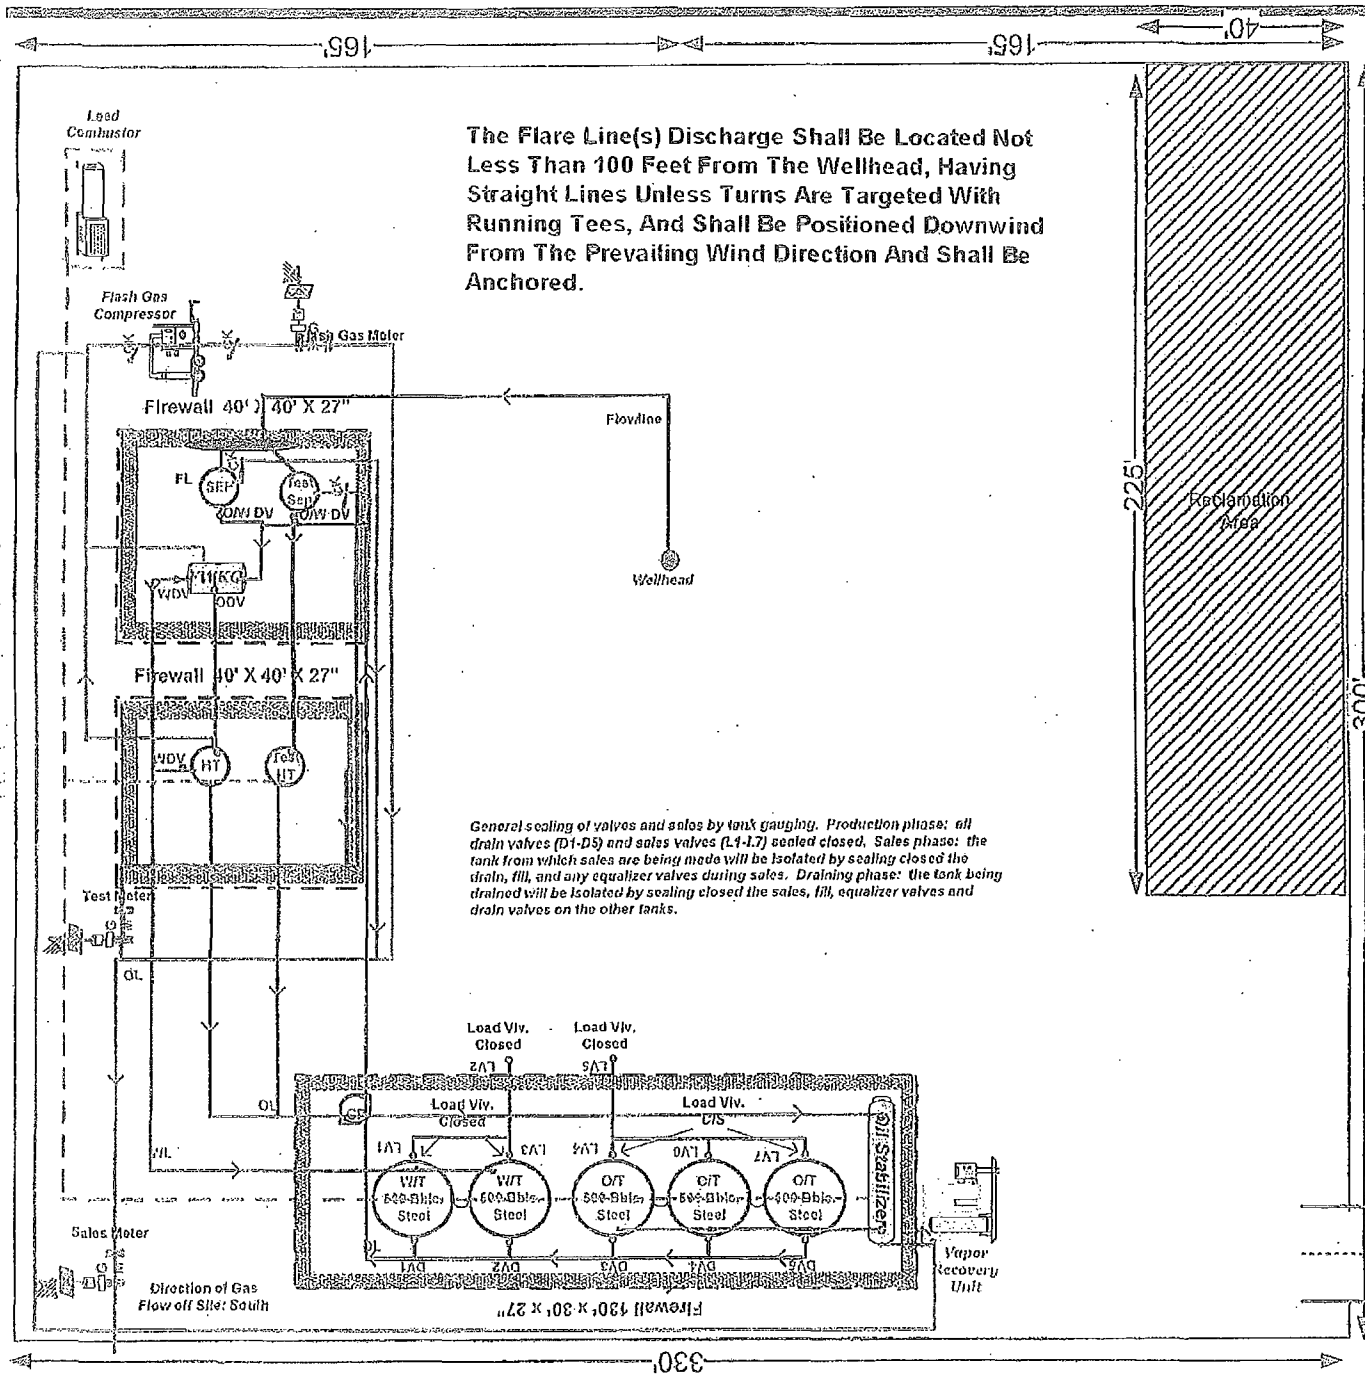 165'
165'
40'
Load
Combustor
The Flare Line(s) Discharge Shall Be Located Not
Less Than 100 Feet From The Wellhead, Having
Straight Lines Unless Turns Are Targeted With
Running Tees, And Shall Be Positioned Downwind
From The Prevailing Wind Direction And Shall Be
Anchored.
Flash Gas
Compressor
Gas Meter
Firewall 40' X 40' X 27"
Flowline
FL
SEP
Test
Sep
O/W DV
O/W DV
WDV
ODV
Wellhead
225'
Reclamation
Area
300'
Firewall 40' X 40' X 27"
WDV
HT
Test
HT
General sealing of valves and sales by tank gauging. Production phase: all
drain valves (D1-D5) and sales valves (L1-L7) sealed closed. Sales phase: the
tank from which sales are being made will be isolated by sealing closed the
drain, fill, and any equalizer valves during sales. Draining phase: the tank being
drained will be isolated by sealing closed the sales, fill, equalizer valves and
drain valves on the other tanks.
Test Meter
OL
Load Vlv.
Closed
Load Vlv.
Closed
LV2
LV5
OL
Load Vlv.
Closed
Load Vlv.
C/S
LV1
LV3
LV4
LV6
LV7
WL
W/T
500-Bbls.
Steel
W/T
500-Bbls.
Steel
O/T
500-Bbls.
Steel
O/T
500-Bbls.
Steel
O/T
500-Bbls.
Steel
Oil Stabilizer
DV1
DV2
DV3
DV4
DV5
Sales Meter
Vapor
Recovery
Unit
Direction of Gas
Flow off Site: South
Firewall 130' x 30' x 27"
330'